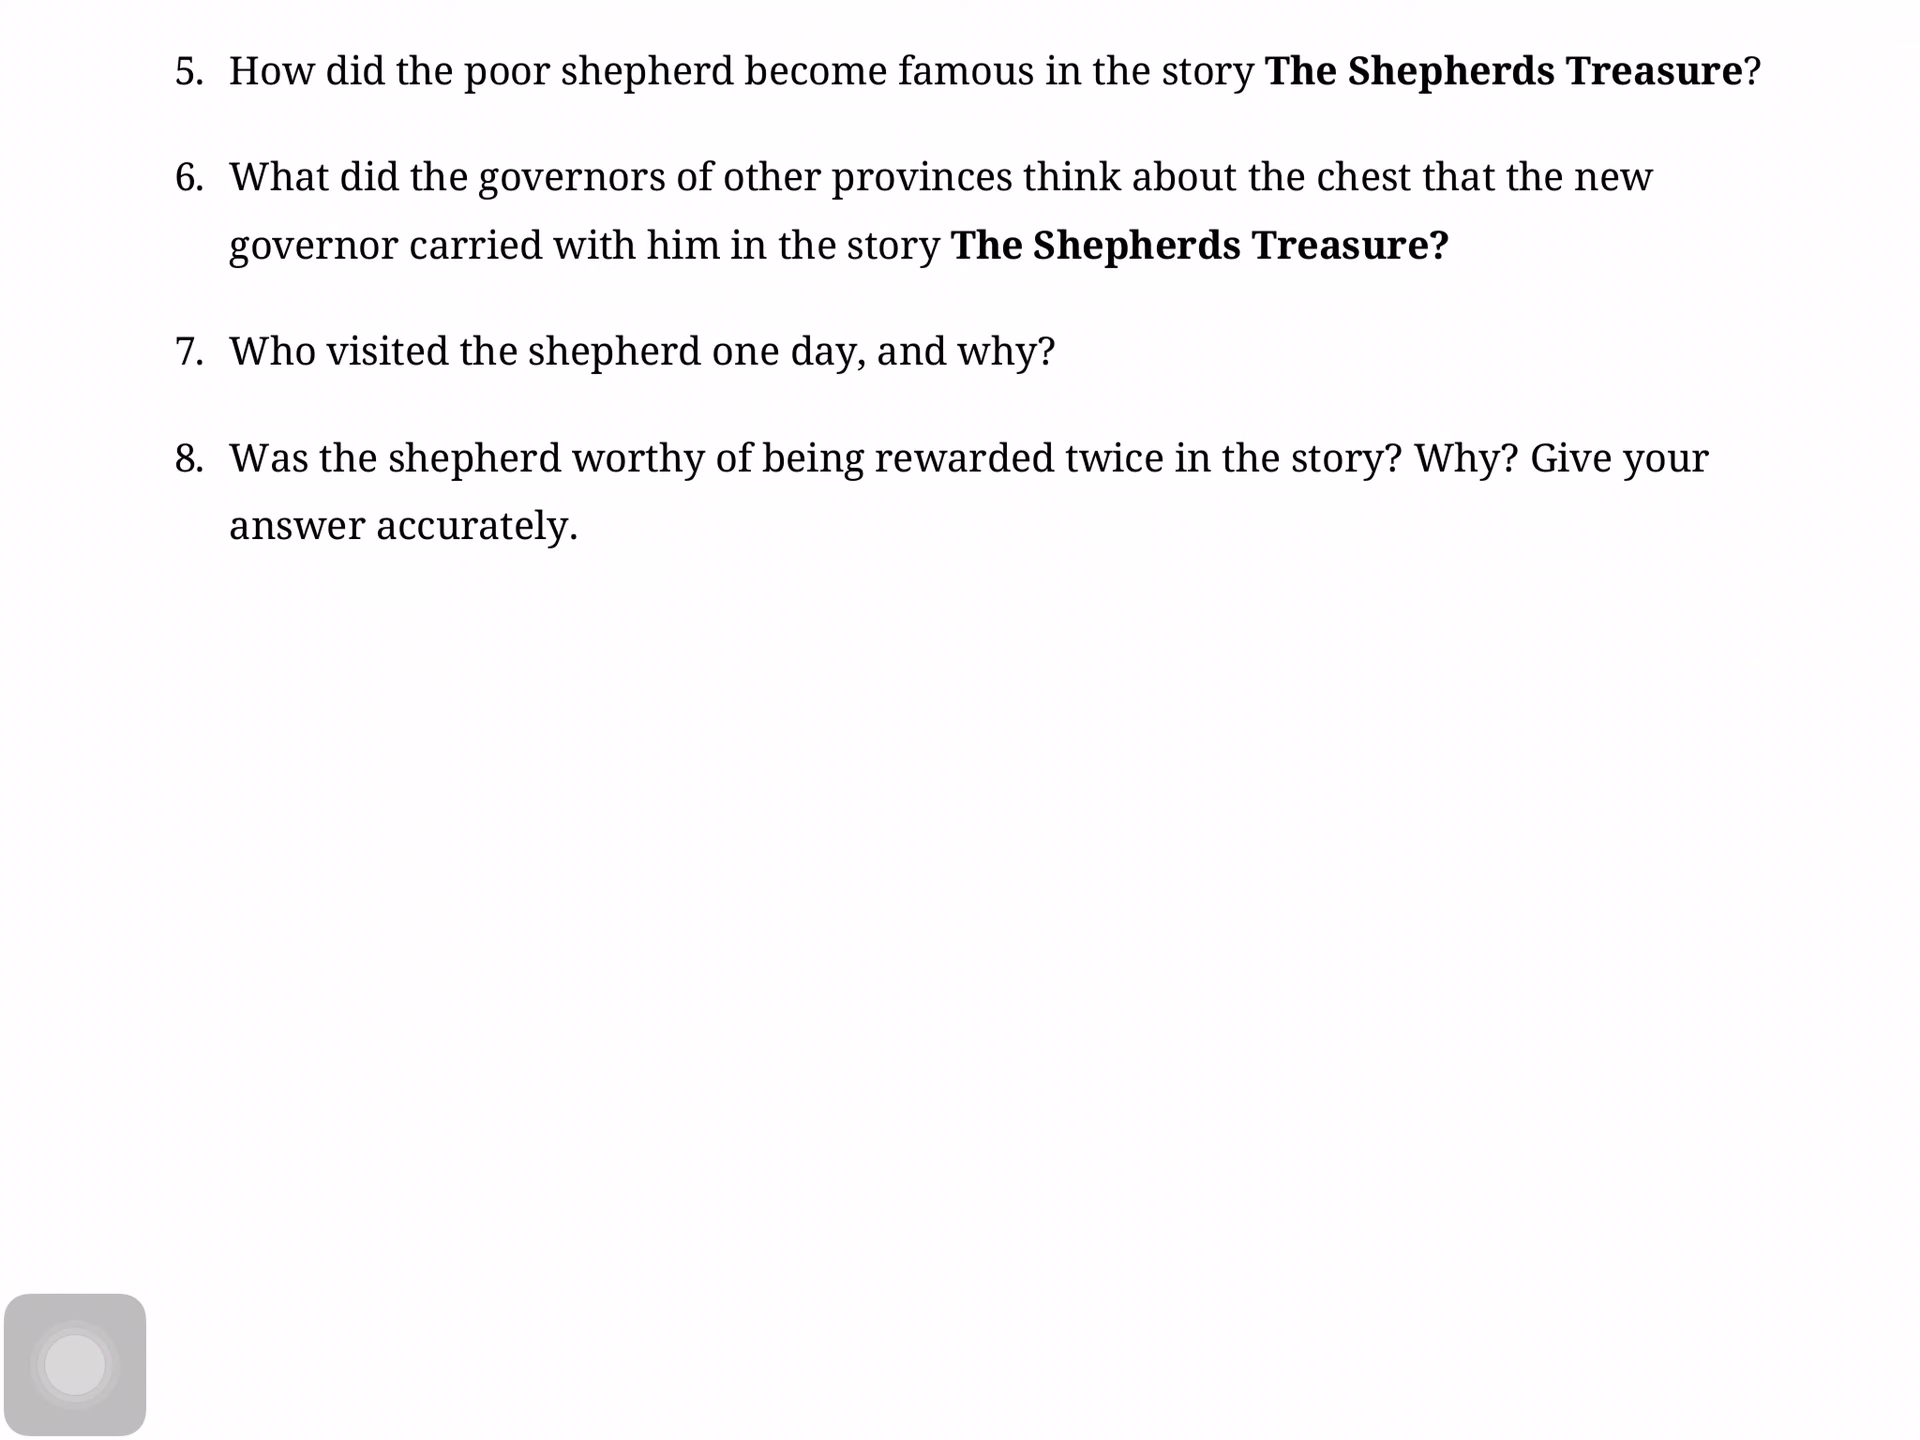 5. How did the poor shepherd become famous in the story The Shepherds Treasure?
6. What did the governors of other provinces think about the chest that the new
governor carried with him in the story The Shepherds Treasure?
7. Who visited the shepherd one day, and why?
8. Was the shepherd worthy of being rewarded twice in the story? Why? Give your
answer accurately.